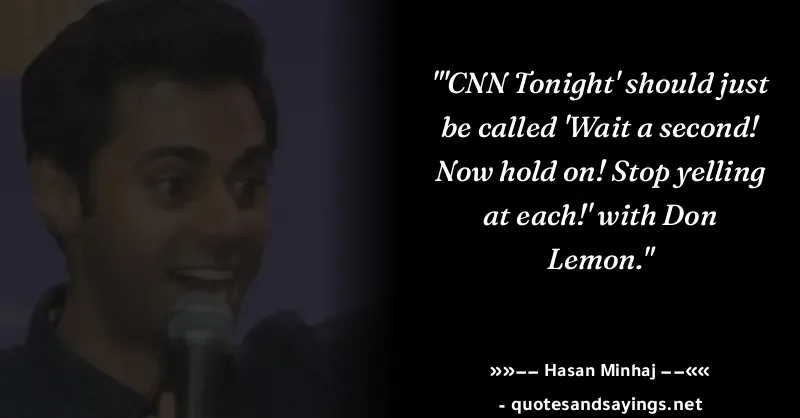 "'CNN Tonight' should just
be called 'Wait a second!
Now hold on! Stop yelling
at each!' with Don
Lemon."
»»−− Hasan Minhaj −−««
- quotesandsayings.net